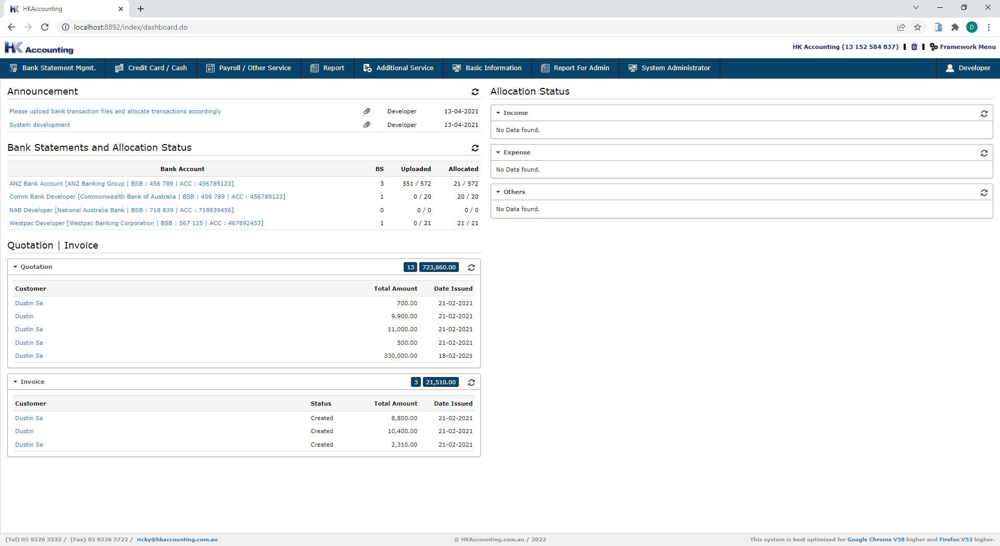 HKAccounting
localhost:8892/index/dashboard.do
D
HK Accounting
HK Accounting (13 152 584 837)
Framework Menu
Bank Statement Mgmt.
Credit Card / Cash
Payroll / Other Service
Report
Additional Service
Basic Information
Report For Admin
System Administrator
Developer
Announcement
Please upload bank transaction files and allocate transactions accordingly Developer 13-04-2021
System development Developer 13-04-2021
Bank Statements and Allocation Status
Bank Account BS Uploaded Allocated
ANZ Bank Account [ANZ Banking Group | BSB : 456 789 | ACC : 456789123] 3 551 / 572 21 / 572
Comm Bank Developer [Commonwealth Bank of Australia | BSB : 456 789 | ACC : 456789123] 1 0 / 20 20 / 20
NAB Developer [National Australia Bank | BSB : 718 839 | ACC : 718839456] 0 0 / 0 0 / 0
Westpac Developer [Westpac Banking Corporation | BSB : 567 125 | ACC : 467892453] 1 0 / 21 21 / 21
Quotation | Invoice
Quotation 13 723,860.00
Customer Total Amount Date Issued
Dustin Sa 700.00 21-02-2021
Dustin 9,900.00 21-02-2021
Dustin Sa 11,000.00 21-02-2021
Dustin Sa 500.00 21-02-2021
Dustin Sa 330,000.00 18-02-2021
Invoice 3 21,510.00
Customer Status Total Amount Date Issued
Dustin Sa Created 8,800.00 21-02-2021
Dustin Created 10,400.00 21-02-2021
Dustin Sa Created 2,310.00 21-02-2021
Allocation Status
Income
No Data found.
Expense
No Data found.
Others
No Data found.
(Tel) 03 9326 3533 / (Fax) 03 9326 3722 / ricky@hkaccounting.com.au
© HKAccounting.com.au / 2022
This system is best optimised for Google Chrome V58 higher and Firefox V53 higher.